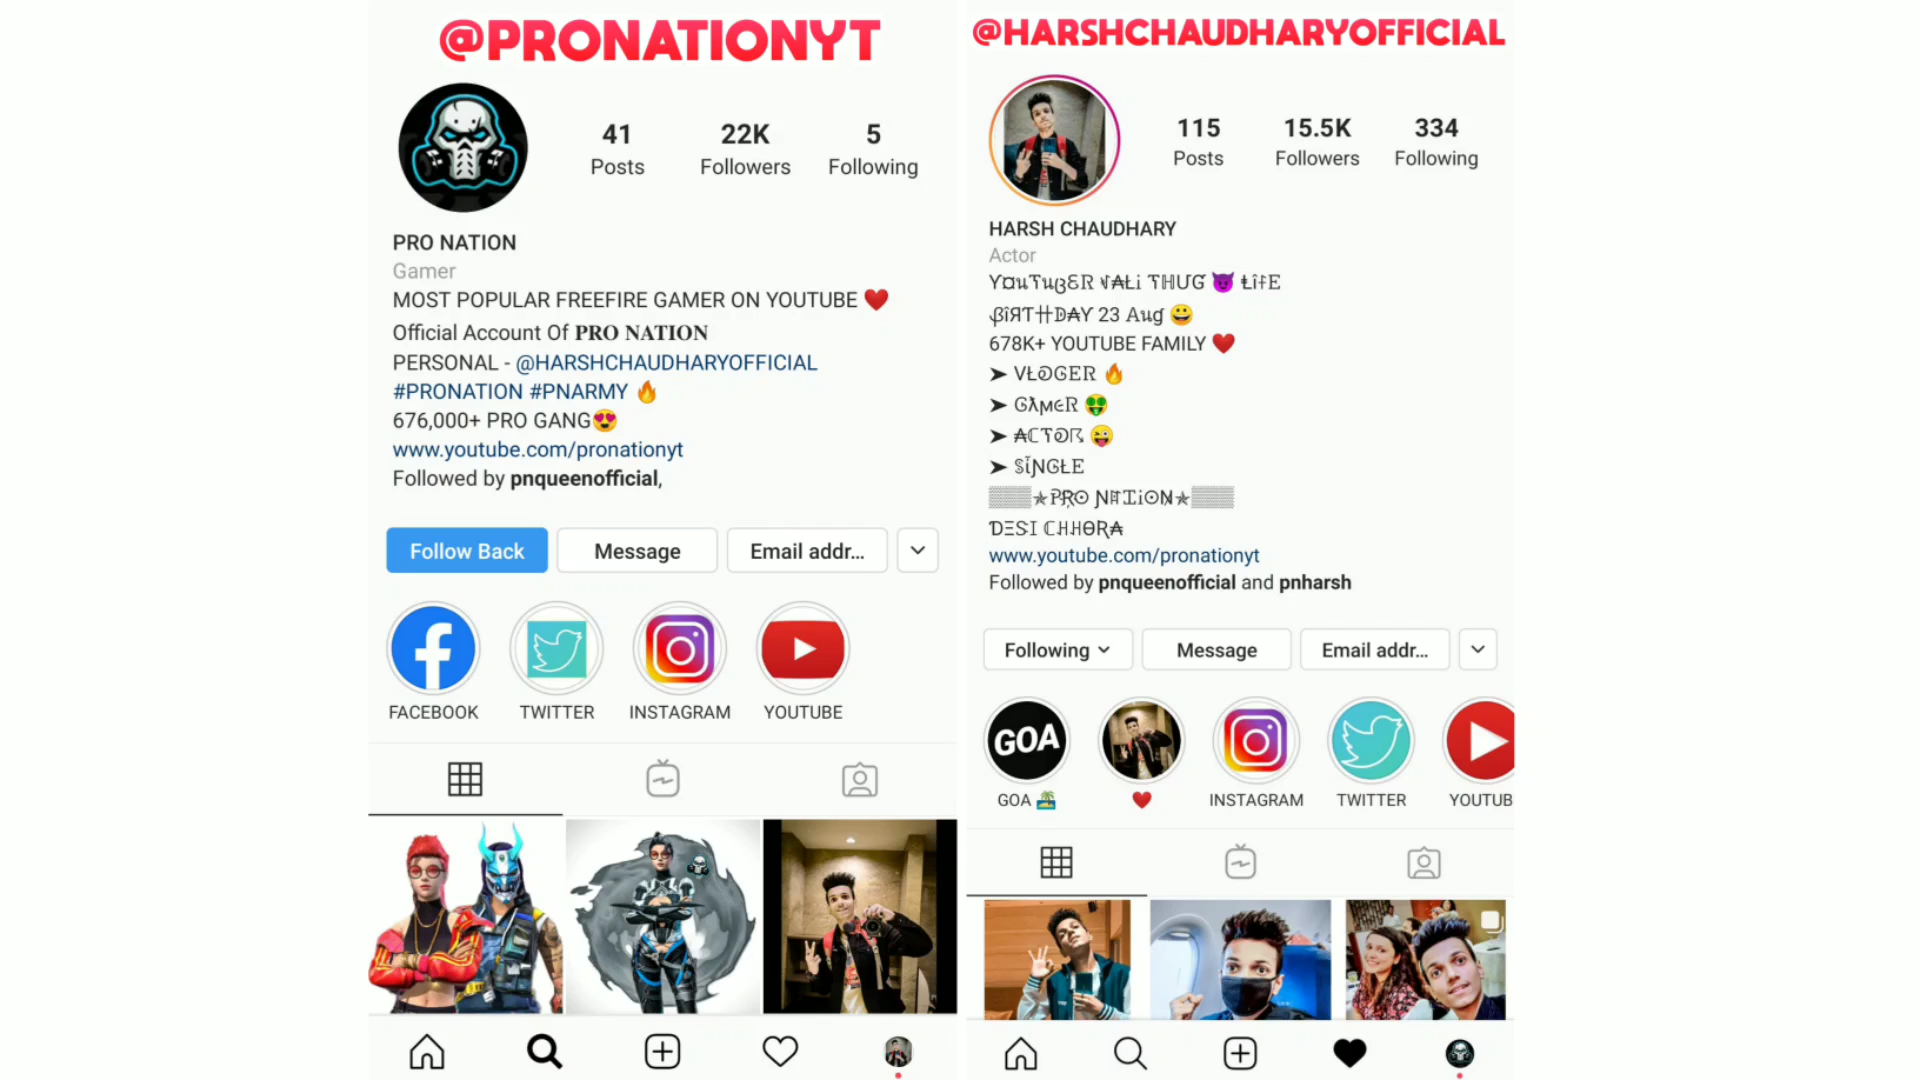 @PRONATIONYT
41
22K
5
Posts
Followers
Following
PRO NATION
Gamer
MOST POPULAR FREEFIRE GAMER ON YOUTUBE ❤️
Official Account Of 𝐏𝐑𝐎 𝐍𝐀𝐓𝐈𝐎𝐍
PERSONAL - @HARSHCHAUDHARYOFFICIAL
#PRONATION #PNARMY 🔥
676,000+ PRO GANG😍
www.youtube.com/pronationyt
Followed by pnqueenofficial,
Follow Back
Message
Email addr...
FACEBOOK
TWITTER
INSTAGRAM
YOUTUBE
@HARSHCHAUDHARYOFFICIAL
115
15.5K
334
Posts
Followers
Following
HARSH CHAUDHARY
Actor
YouTugER WALi THUG 😈 LifE
BiRTHDAY 23 Aug 😀
678K+ YOUTUBE FAMILY ❤️
➤ VLOGER 🔥
➤ GAMER 🤑
➤ ACTOR 😜
➤ SiNGLE
▒▒▒★PRO NATiON★▒▒▒
DESI CHHORA
www.youtube.com/pronationyt
Followed by pnqueenofficial and pnharsh
Following
Message
Email addr...
GOA
GOA 🏝️
❤️
INSTAGRAM
TWITTER
YOUTUB